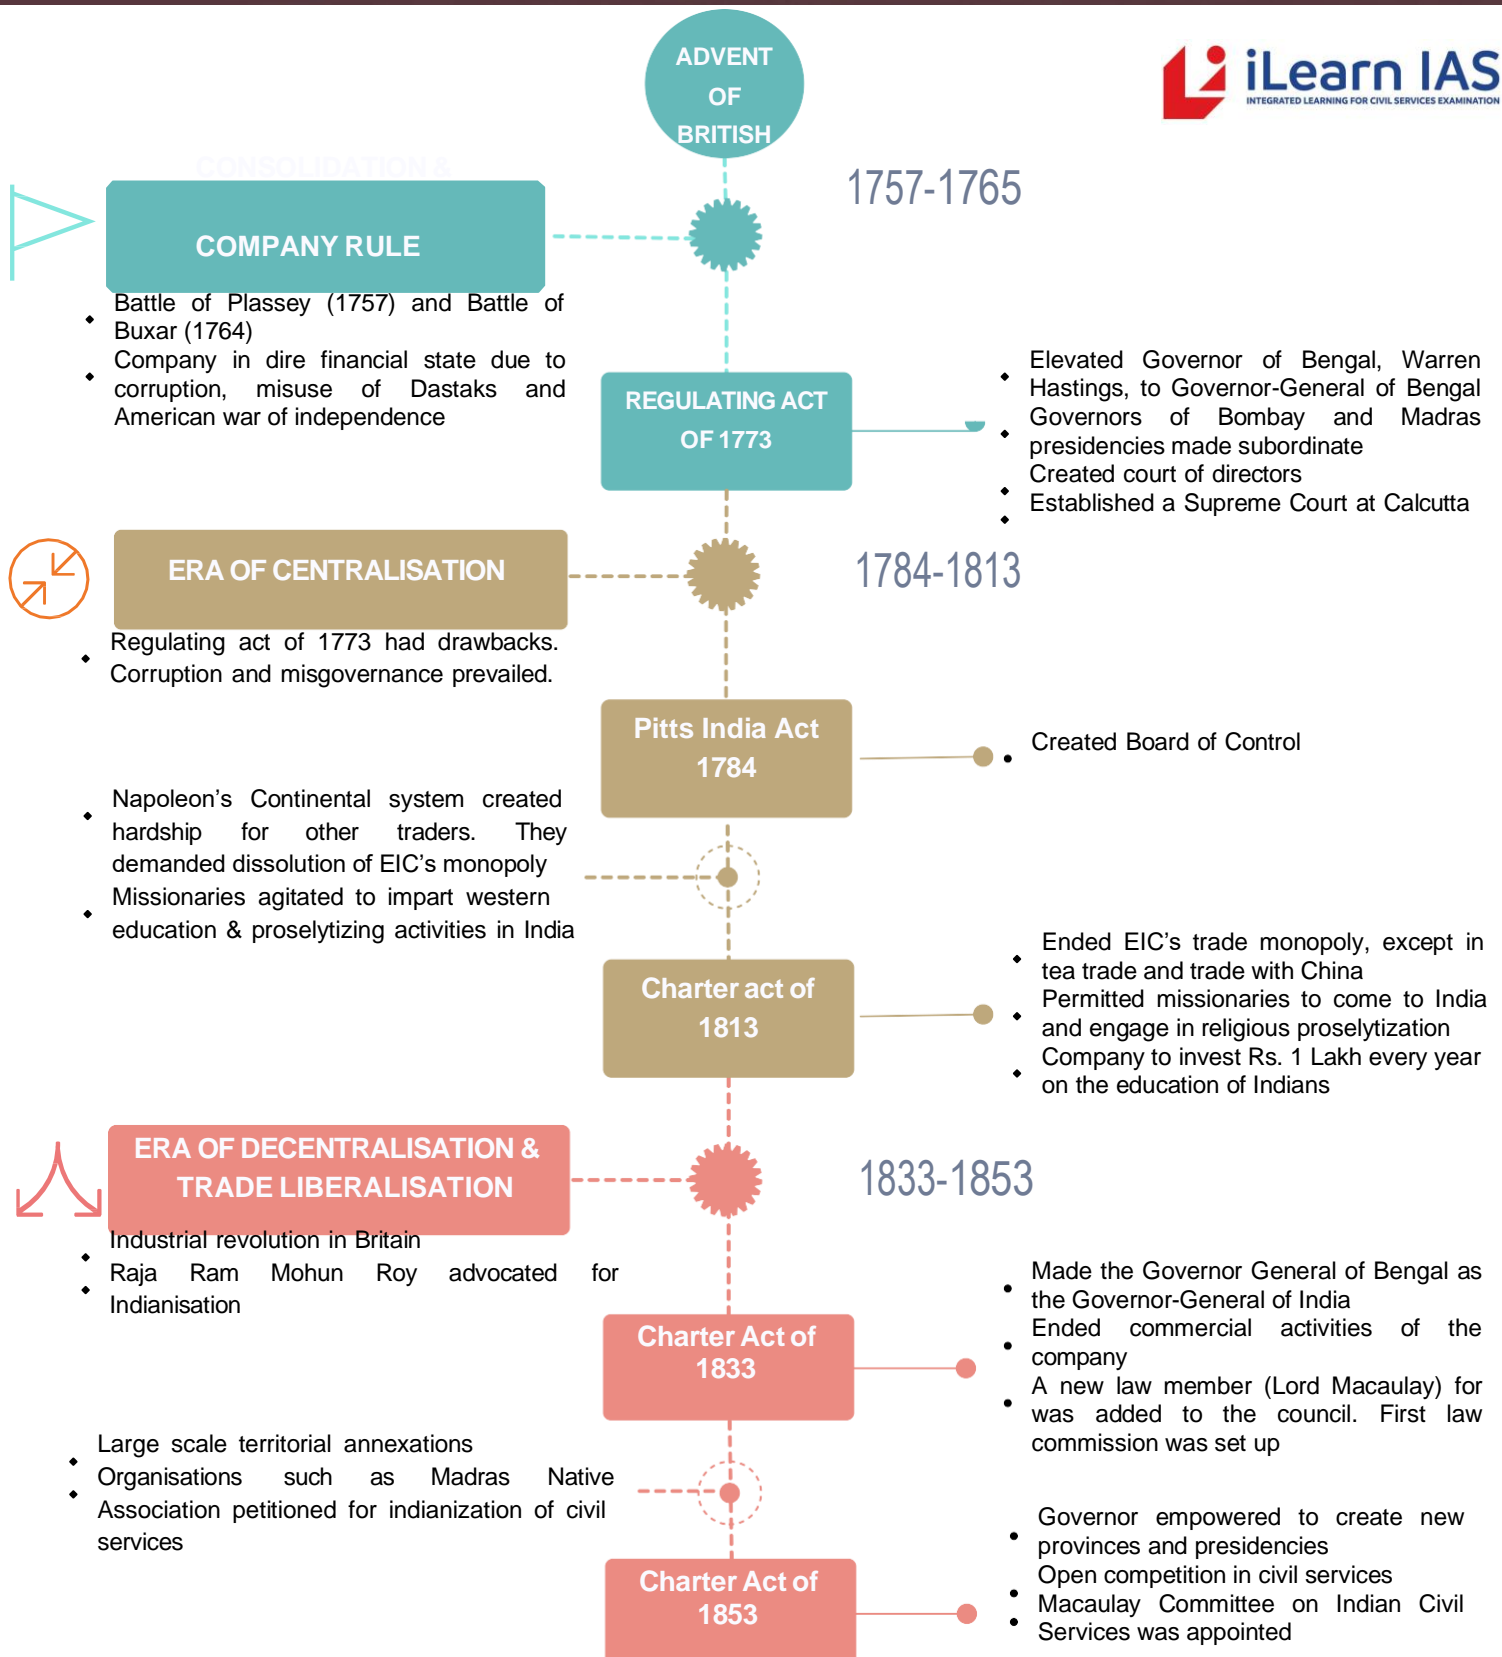 ADVENT
OF
BRITISH
iLearn IAS
INTEGRATED LEARNING FOR CIVIL SERVICES EXAMINATION
CONSOLIDATION &
COMPANY RULE
1757-1765
Battle of Plassey (1757) and Battle of
Buxar (1764)
Company in dire financial state due to
corruption, misuse of Dastaks and
American war of independence
REGULATING ACT
OF 1773
Elevated Governor of Bengal, Warren
Hastings, to Governor-General of Bengal
Governors of Bombay and Madras
presidencies made subordinate
Created court of directors
Established a Supreme Court at Calcutta
ERA OF CENTRALISATION
1784-1813
Regulating act of 1773 had drawbacks.
Corruption and misgovernance prevailed.
Pitts India Act
1784
Created Board of Control
Napoleon’s Continental system created
hardship for other traders. They
demanded dissolution of EIC’s monopoly
Missionaries agitated to impart western
education & proselytizing activities in India
Charter act of
1813
Ended EIC’s trade monopoly, except in
tea trade and trade with China
Permitted missionaries to come to India
and engage in religious proselytization
Company to invest Rs. 1 Lakh every year
on the education of Indians
ERA OF DECENTRALISATION &
TRADE LIBERALISATION
1833-1853
Industrial revolution in Britain
Raja Ram Mohun Roy advocated for
Indianisation
Charter Act of
1833
Made the Governor General of Bengal as
the Governor-General of India
Ended commercial activities of the
company
A new law member (Lord Macaulay) for
was added to the council. First law
commission was set up
Large scale territorial annexations
Organisations such as Madras Native
Association petitioned for indianization of civil
services
Charter Act of
1853
Governor empowered to create new
provinces and presidencies
Open competition in civil services
Macaulay Committee on Indian Civil
Services was appointed